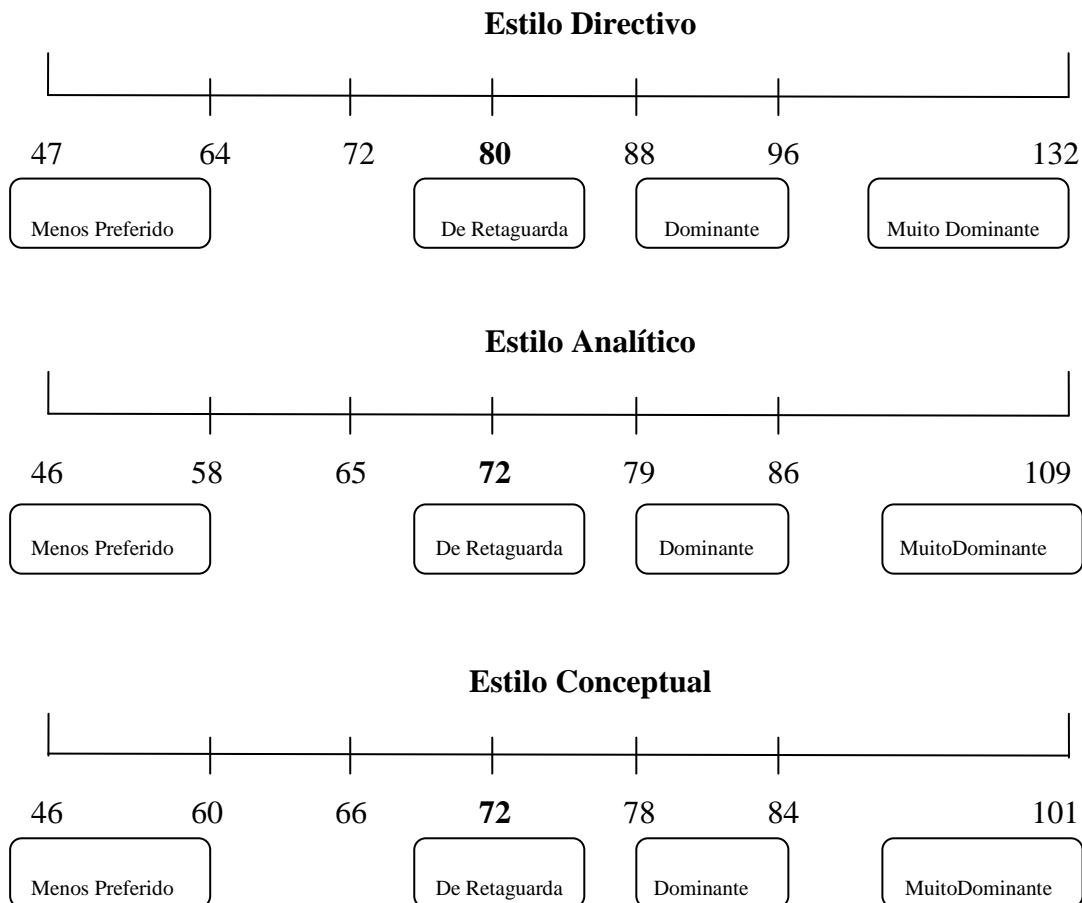 Estilo Directivo
47 64 72 80 88 96 132
Menos Preferido De Retaguarda Dominante Muito Dominante
Estilo Analítico
46 58 65 72 79 86 109
Menos Preferido De Retaguarda Dominante MuitoDominante
Estilo Conceptual
46 60 66 72 78 84 101
Menos Preferido De Retaguarda Dominante MuitoDominante